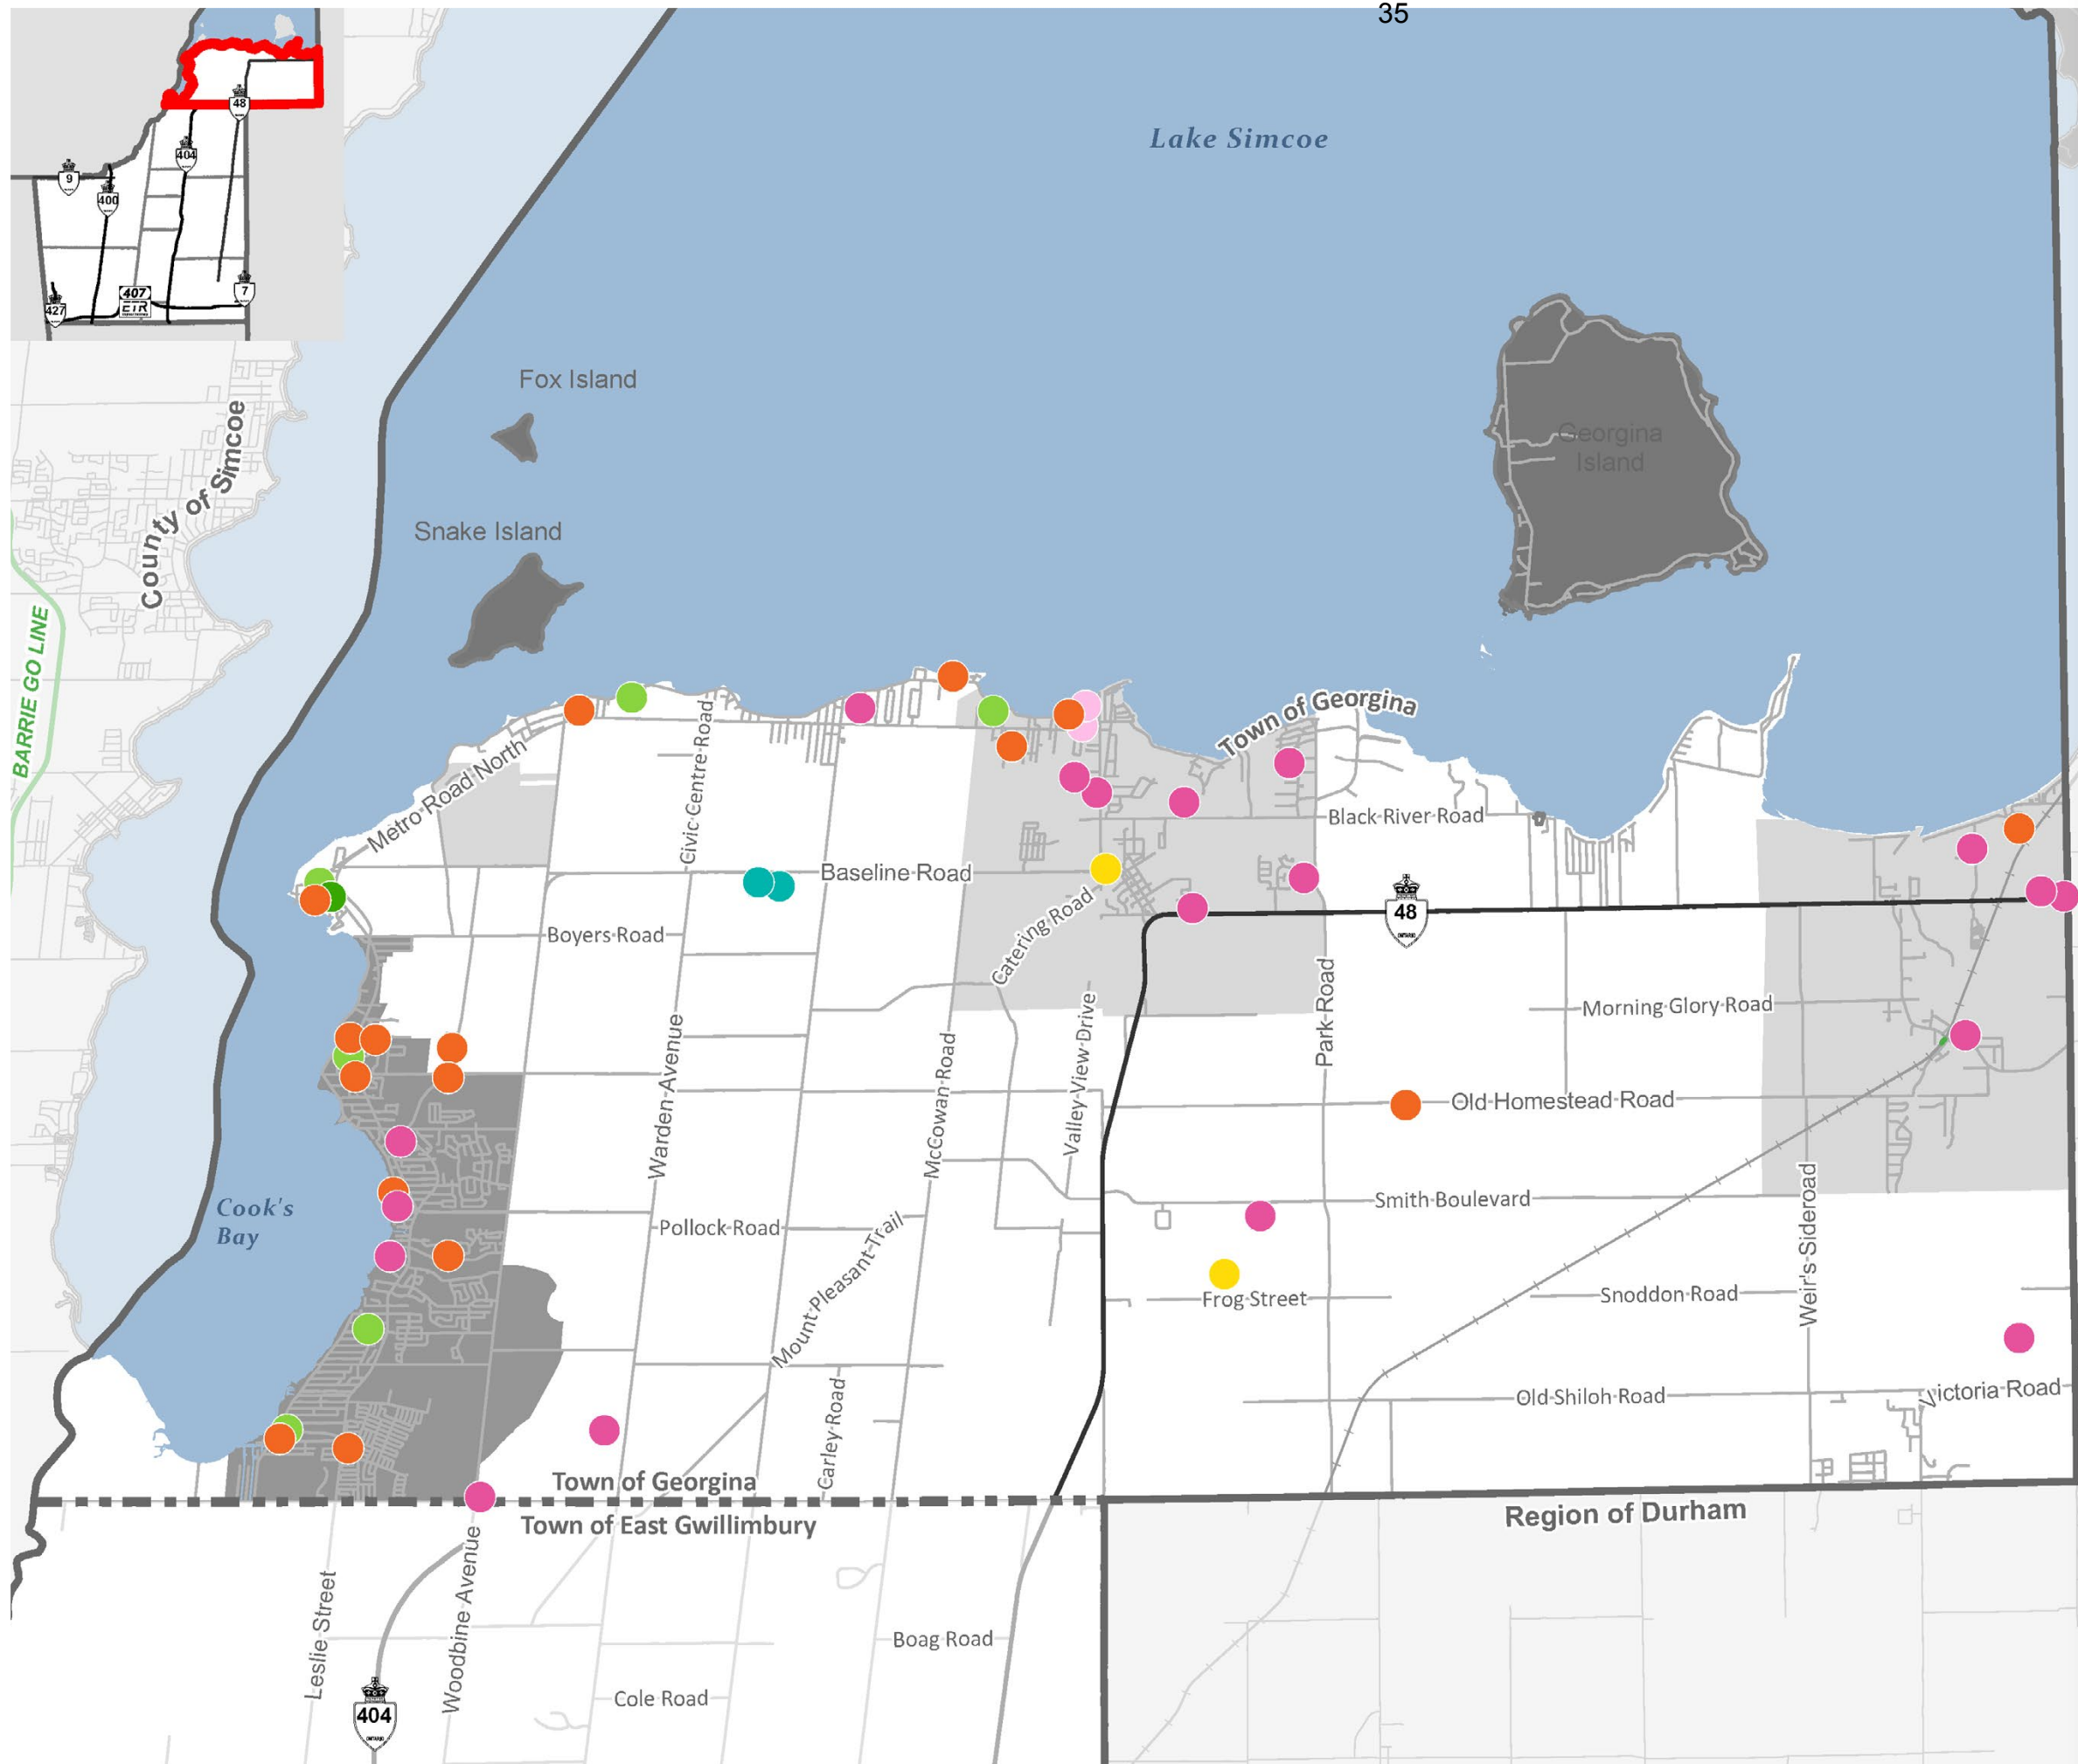 35
48
404
9
400
407
ETR
7
427
Lake Simcoe
Fox Island
County of Simcoe
Georgina
Island
Snake Island
BARRIE GO LINE
Town of Georgina
Metro Road North
Civic Centre Road
Black River Road
Baseline Road
48
ONTARIO
Boyers Road
Catering Road
Park Road
Morning Glory Road
Valley View Drive
Warden Avenue
McCowan Road
Old Homestead Road
Cook's
Bay
Smith Boulevard
Pollock Road
Weir's Sideroad
Mount Pleasant Trail
Frog Street
Snoddon Road
Carley Road
Old Shiloh Road
Victoria Road
Town of Georgina
Town of East Gwillimbury
Region of Durham
Leslie Street
Woodbine Avenue
Boag Road
Cole Road
404
ONTARIO